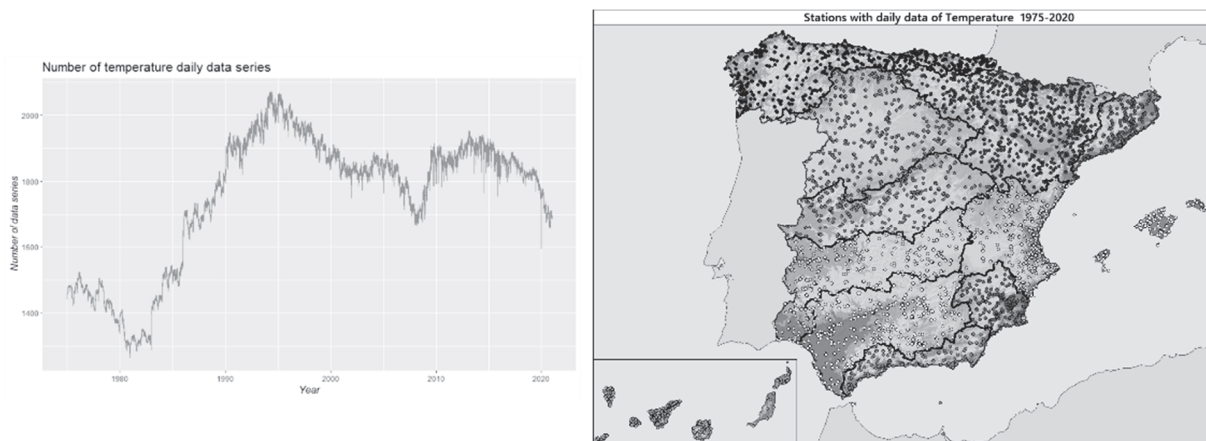 Number of temperature daily data series
Number of data series
2000
1800
1600
1400
1980
1990
2000
2010
2020
Year
Stations with daily data of Temperature 1975-2020